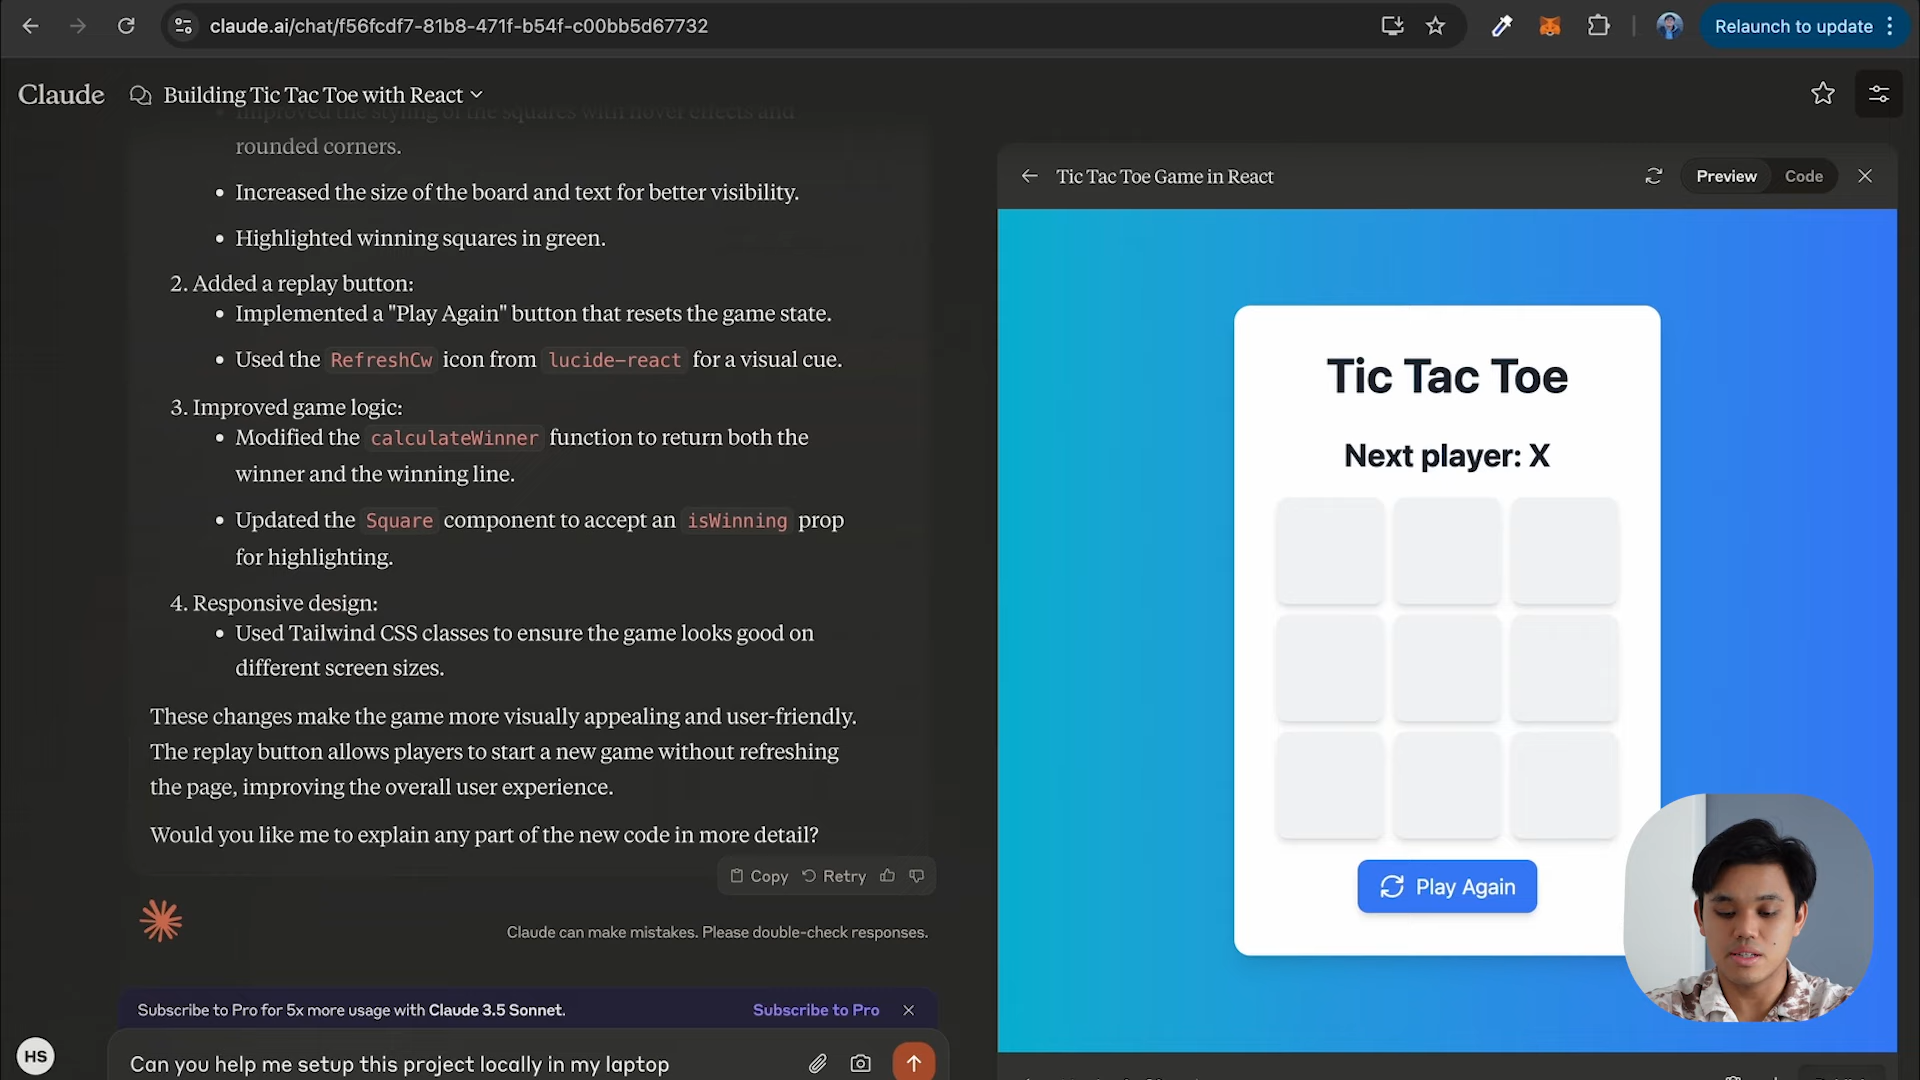 claude.ai/chat/f56fcdf7-81b8-471f-b54f-c00bb5d67732
Relaunch to update
Claude
Building Tic Tac Toe with React
Improved the styling of the squares with hover effects and
rounded corners.
• Increased the size of the board and text for better visibility.
• Highlighted winning squares in green.
2. Added a replay button:
• Implemented a "Play Again" button that resets the game state.
• Used the RefreshCw icon from lucide-react for a visual cue.
3. Improved game logic:
• Modified the calculateWinner function to return both the
winner and the winning line.
• Updated the Square component to accept an isWinning prop
for highlighting.
4. Responsive design:
• Used Tailwind CSS classes to ensure the game looks good on
different screen sizes.
These changes make the game more visually appealing and user-friendly.
The replay button allows players to start a new game without refreshing
the page, improving the overall user experience.
Would you like me to explain any part of the new code in more detail?
Copy Retry
Claude can make mistakes. Please double-check responses.
Subscribe to Pro for 5x more usage with Claude 3.5 Sonnet. Subscribe to Pro
HS
Can you help me setup this project locally in my laptop
Tic Tac Toe Game in React
Preview Code
Tic Tac Toe
Next player: X
Play Again